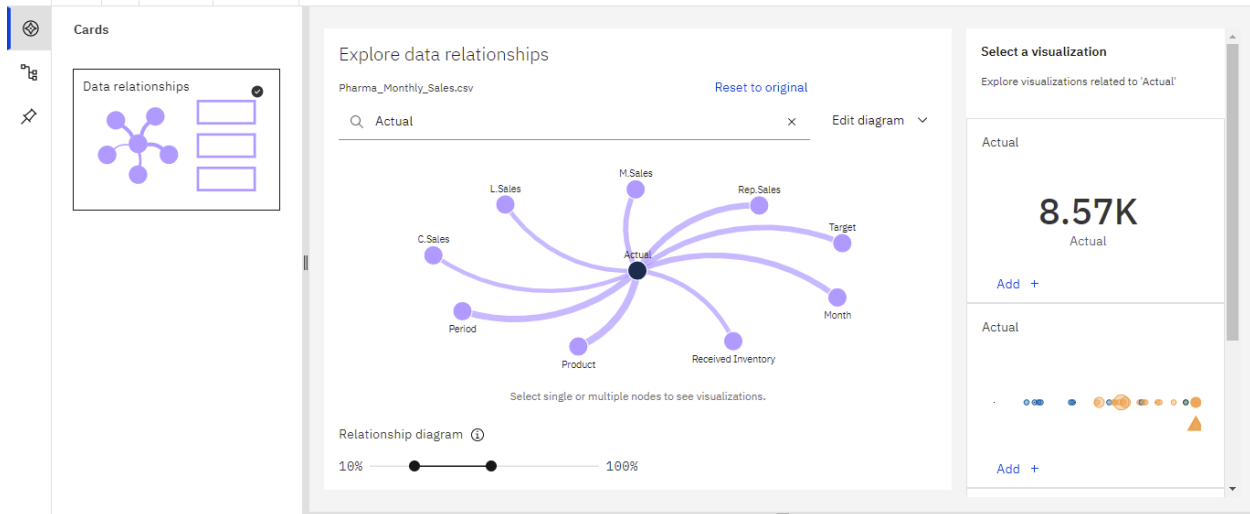 Cards
Data relationships
Explore data relationships
Pharma_Monthly_Sales.csv
Reset to original
Actual
Edit diagram
M.Sales
L.Sales
Rep.Sales
Target
C.Sales
Actual
Month
Period
Received Inventory
Product
Select single or multiple nodes to see visualizations.
Relationship diagram
10%
100%
Select a visualization
Explore visualizations related to 'Actual'
Actual
8.57K
Actual
Add +
Actual
Add +